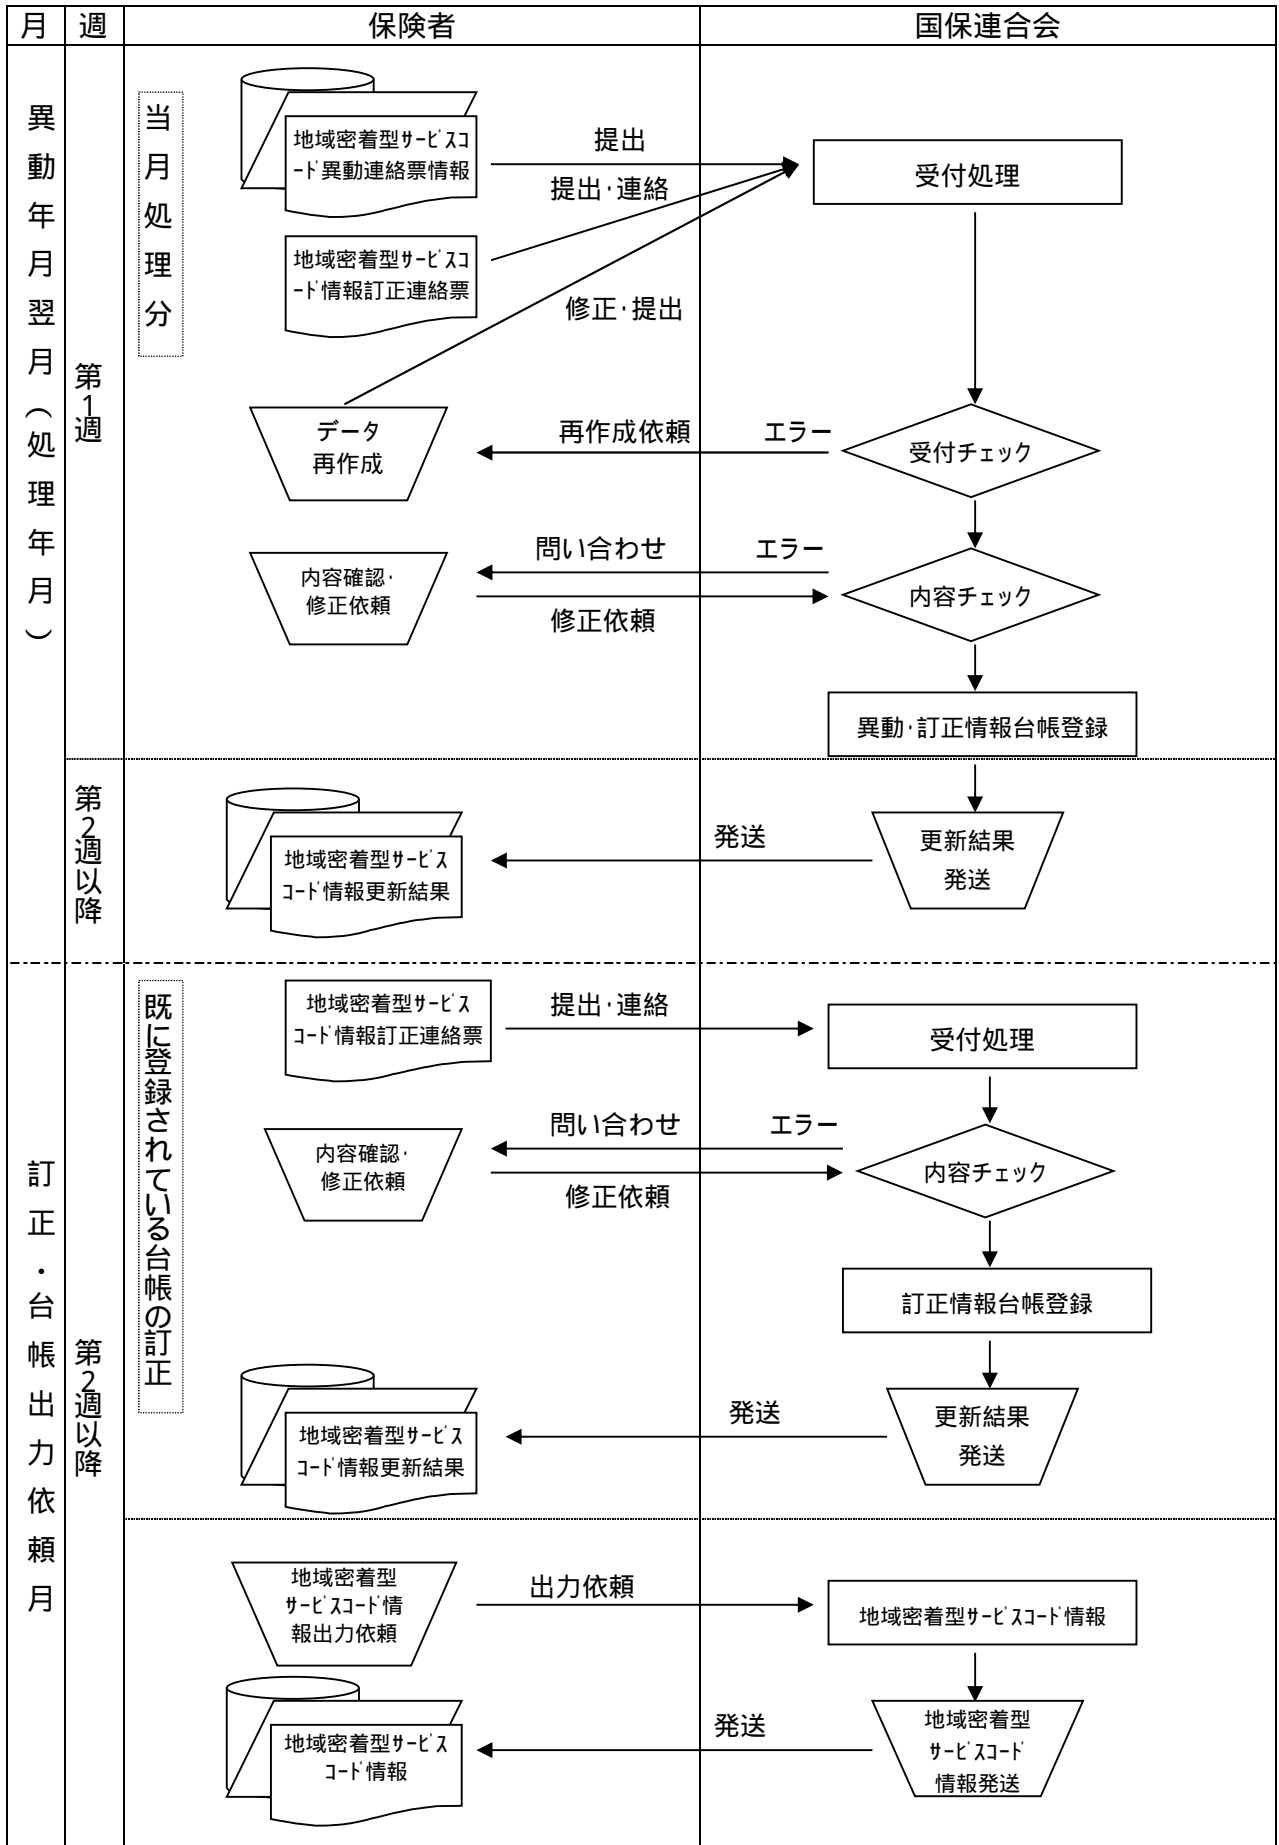 月
週
保険者
国保連合会
異動年月翌月(処理年月)
第1週
当月処理分
地域密着型ｻｰﾋﾞｽｺ
ｰﾄﾞ異動連絡票情報
提出
受付処理
提出・連絡
地域密着型ｻｰﾋﾞｽｺ
ｰﾄﾞ情報訂正連絡票
修正・提出
データ
再作成
再作成依頼
エラー
受付チェック
内容確認・
修正依頼
問い合わせ
エラー
修正依頼
内容チェック
異動・訂正情報台帳登録
第2週以降
地域密着型ｻｰﾋﾞｽ
ｺｰﾄﾞ情報更新結果
発送
更新結果
発送
訂正・台帳出力依頼月
第2週以降
既に登録されている台帳の訂正
地域密着型ｻｰﾋﾞｽ
ｺｰﾄﾞ情報訂正連絡票
提出・連絡
受付処理
内容確認・
修正依頼
問い合わせ
エラー
修正依頼
内容チェック
訂正情報台帳登録
地域密着型ｻｰﾋﾞｽ
ｺｰﾄﾞ情報更新結果
発送
更新結果
発送
地域密着型
ｻｰﾋﾞｽｺｰﾄﾞ情
報出力依頼
出力依頼
地域密着型ｻｰﾋﾞｽｺｰﾄﾞ情報
地域密着型ｻｰﾋﾞｽ
ｺｰﾄﾞ情報
発送
地域密着型
ｻｰﾋﾞｽｺｰﾄﾞ
情報発送